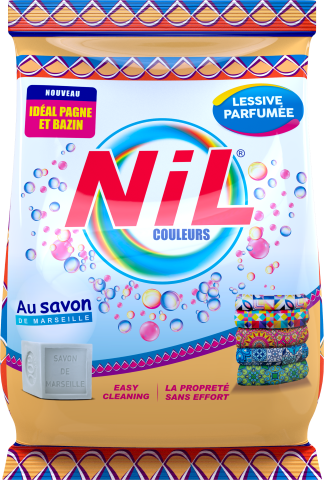 NOUVEAU
IDÉAL PAGNE
ET BAZIN
LESSIVE
PARFUMÉE
NiL®
COULEURS
Au savon
DE MARSEILLE
SAVON
DE
MARSEILLE
EASY
CLEANING
LA PROPRETÉ
SANS EFFORT